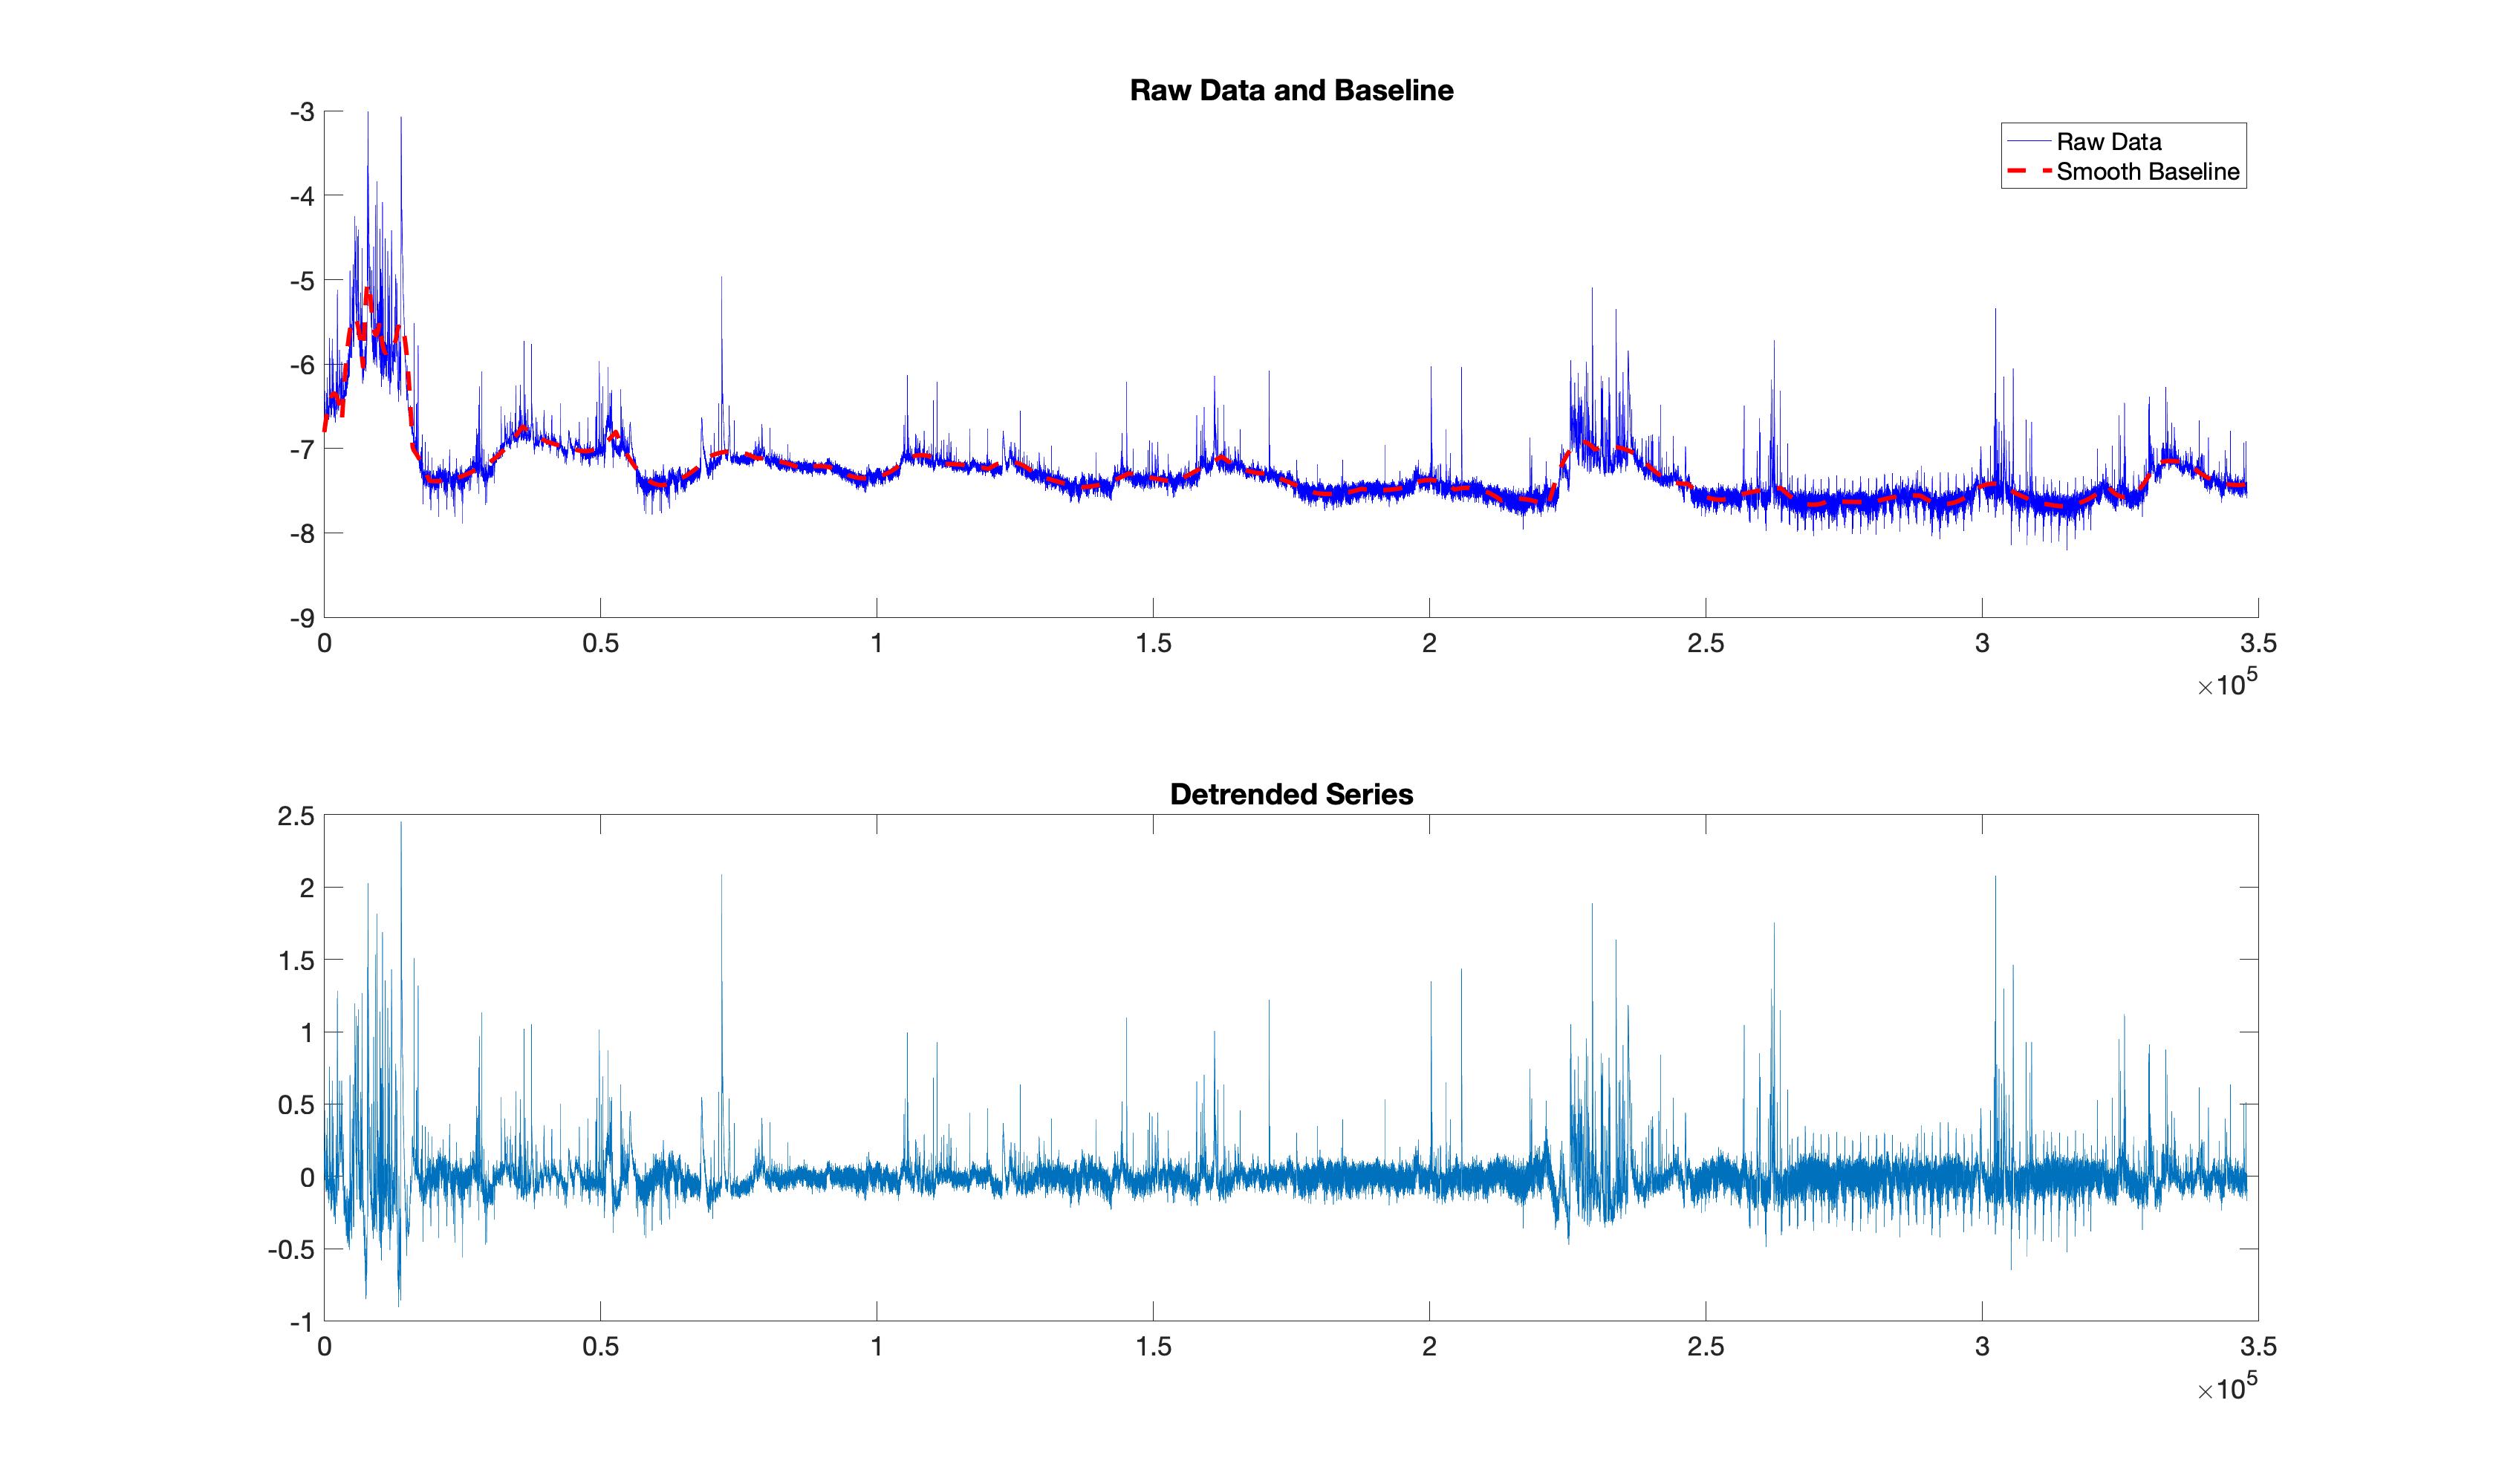 Raw Data and Baseline
-3
-4
-5
-6
-7
-8
-9
Raw Data
Smooth Baseline
0 0.5 1 1.5 2 2.5 3 3.5
×10^5
Detrended Series
2.5
2
1.5
1
0.5
0
-0.5
-1
0 0.5 1 1.5 2 2.5 3 3.5
×10^5